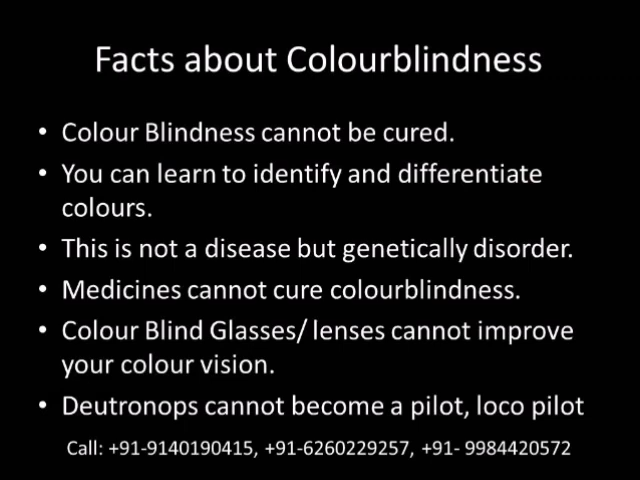 Facts about Colourblindness
• Colour Blindness cannot be cured.
• You can learn to identify and differentiate
colours.
• This is not a disease but genetically disorder.
• Medicines cannot cure colourblindness.
• Colour Blind Glasses/ lenses cannot improve
your colour vision.
• Deutronops cannot become a pilot, loco pilot
Call: +91-9140190415, +91-6260229257, +91- 9984420572